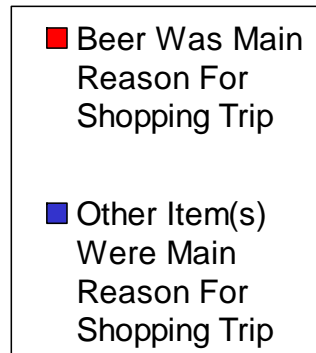 Beer Was Main
Reason For
Shopping Trip
Other Item(s)
Were Main
Reason For
Shopping Trip